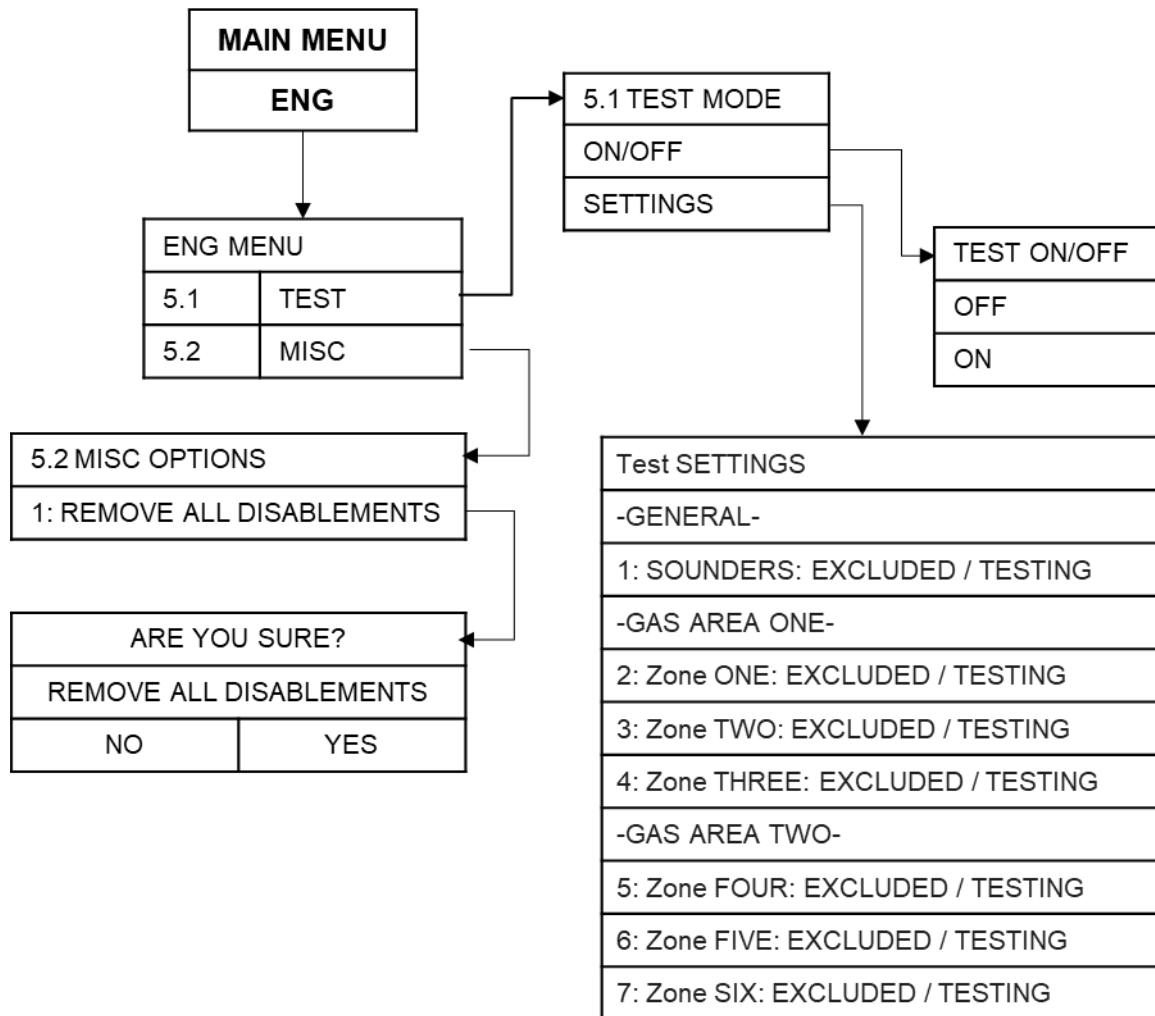 MAIN MENU
ENG
ENG MENU
5.1 TEST
5.2 MISC
5.1 TEST MODE
ON/OFF
SETTINGS
TEST ON/OFF
OFF
ON
5.2 MISC OPTIONS
1: REMOVE ALL DISABLEMENTS
ARE YOU SURE?
REMOVE ALL DISABLEMENTS
NO YES
Test SETTINGS
-GENERAL-
1: SOUNDERS: EXCLUDED / TESTING
-GAS AREA ONE-
2: Zone ONE: EXCLUDED / TESTING
3: Zone TWO: EXCLUDED / TESTING
4: Zone THREE: EXCLUDED / TESTING
-GAS AREA TWO-
5: Zone FOUR: EXCLUDED / TESTING
6: Zone FIVE: EXCLUDED / TESTING
7: Zone SIX: EXCLUDED / TESTING